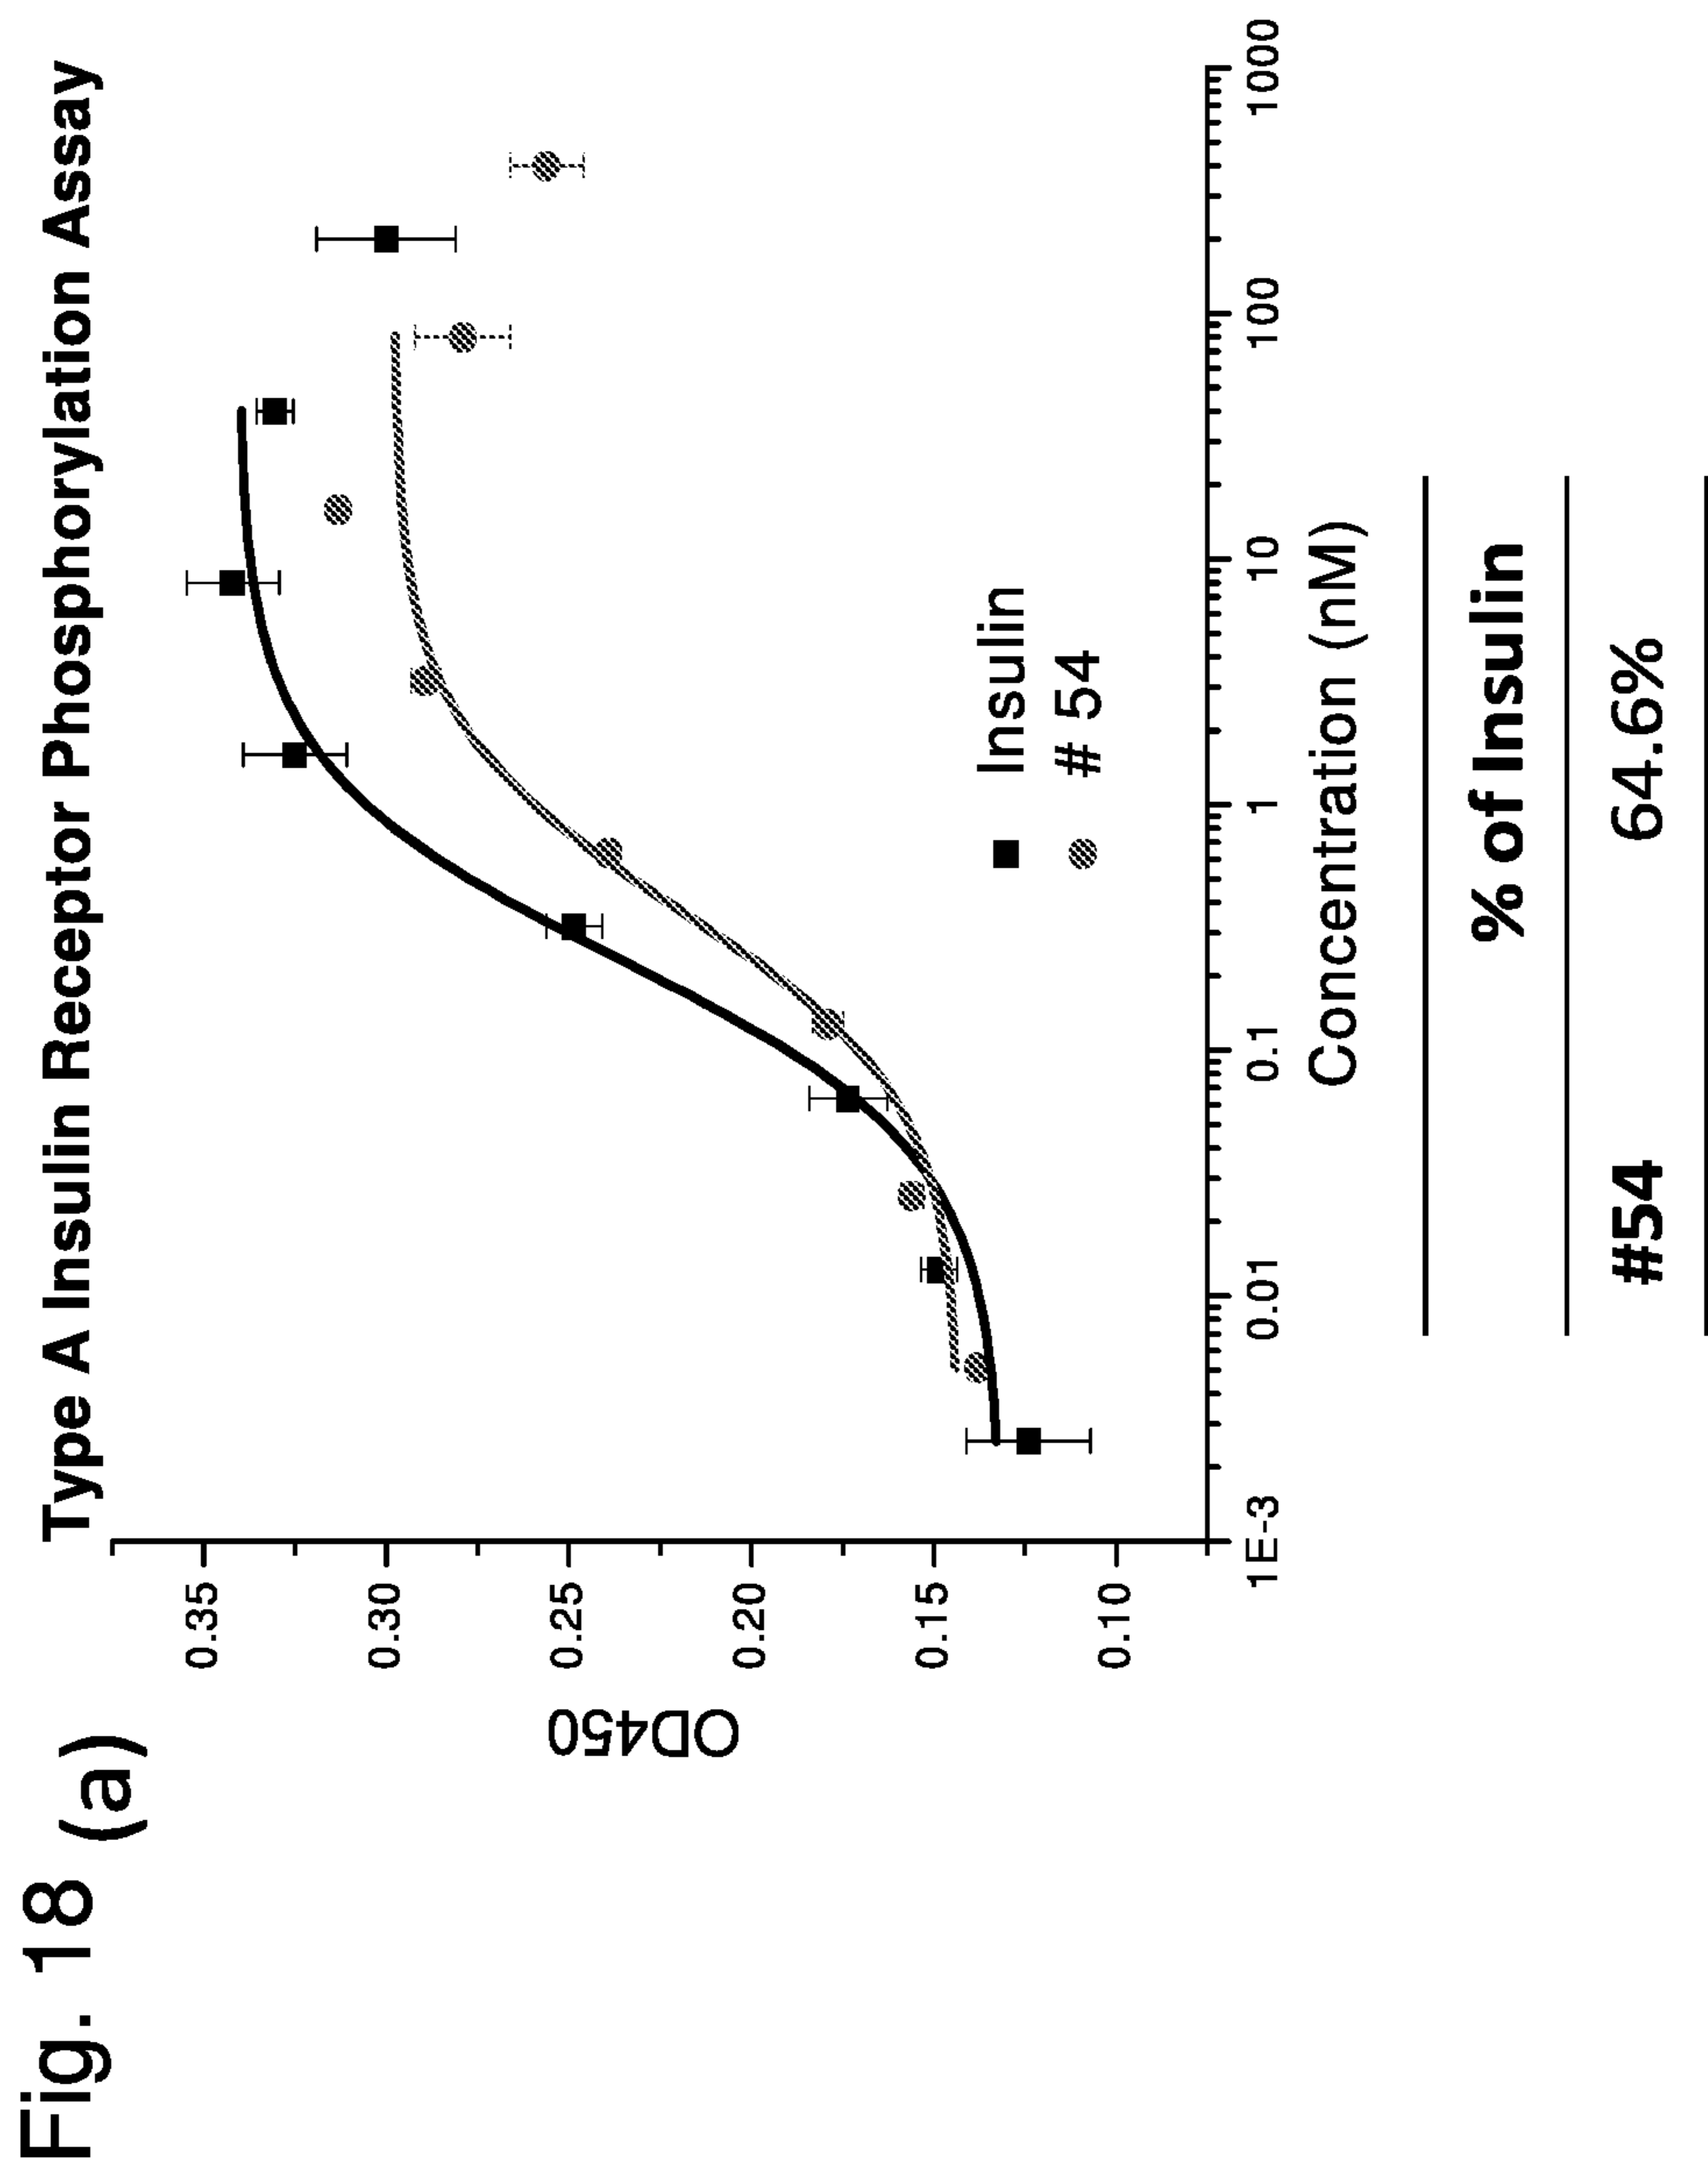 Fig. 18 (a)
Type A Insulin Receptor Phosphorylation Assay
OD450
0.35
0.30
0.25
0.20
0.15
0.10
Insulin
# 54
1E-3 0.01 0.1 1 10 100 1000
Concentration (nM)
% of Insulin
#54 64.6%